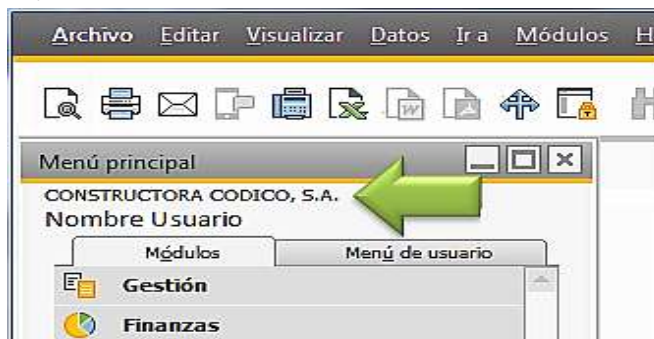 Archivo Editar Visualizar Datos Ir a Módulos H
Menú principal
CONSTRUCTORA CODICO, S.A.
Nombre Usuario
Módulos Menú de usuario
Gestión
Finanzas